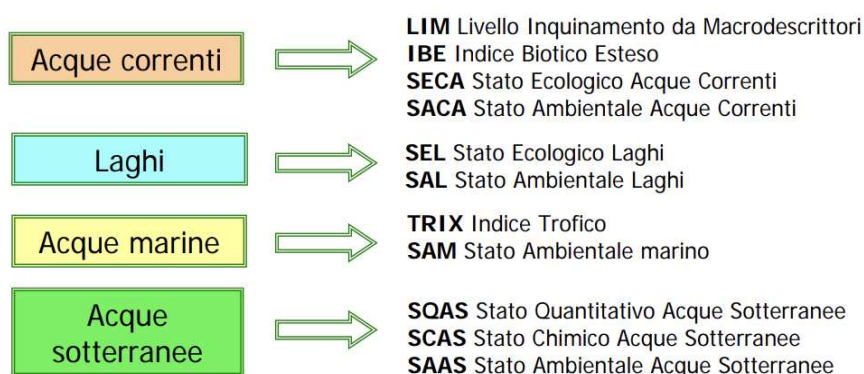 Acque correnti
LIM Livello Inquinamento da Macrodescrittori
IBE Indice Biotico Esteso
SECA Stato Ecologico Acque Correnti
SACA Stato Ambientale Acque Correnti
Laghi
SEL Stato Ecologico Laghi
SAL Stato Ambientale Laghi
Acque marine
TRIX Indice Trofico
SAM Stato Ambientale marino
Acque
sotterranee
SQAS Stato Quantitativo Acque Sotterranee
SCAS Stato Chimico Acque Sotterranee
SAAS Stato Ambientale Acque Sotterranee